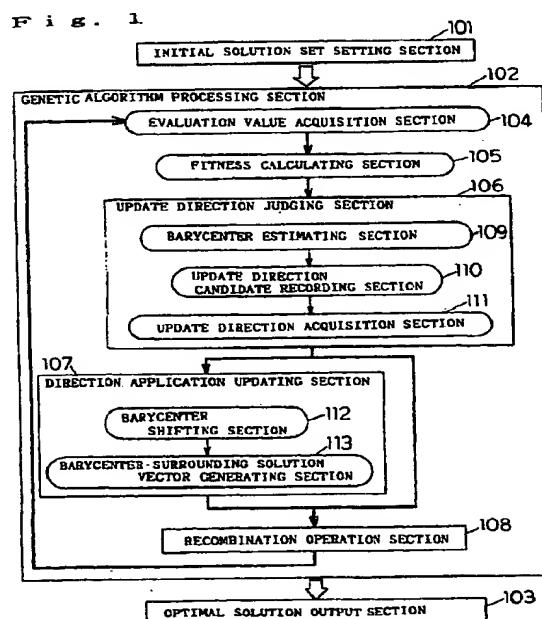 Fig. 1
101
INITIAL SOLUTION SET SETTING SECTION
102
GENETIC ALGORITHM PROCESSING SECTION
EVALUATION VALUE ACQUISITION SECTION
104
FITNESS CALCULATING SECTION
105
106
UPDATE DIRECTION JUDGING SECTION
BARYCENTER ESTIMATING SECTION
109
UPDATE DIRECTION
CANDIDATE RECORDING SECTION
110
111
UPDATE DIRECTION ACQUISITION SECTION
107
DIRECTION APPLICATION UPDATING SECTION
BARYCENTER
SHIFTING SECTION
112
113
BARYCENTER-SURROUNDING SOLUTION
VECTOR GENERATING SECTION
RECOMBINATION OPERATION SECTION
108
OPTIMAL SOLUTION OUTPUT SECTION
103